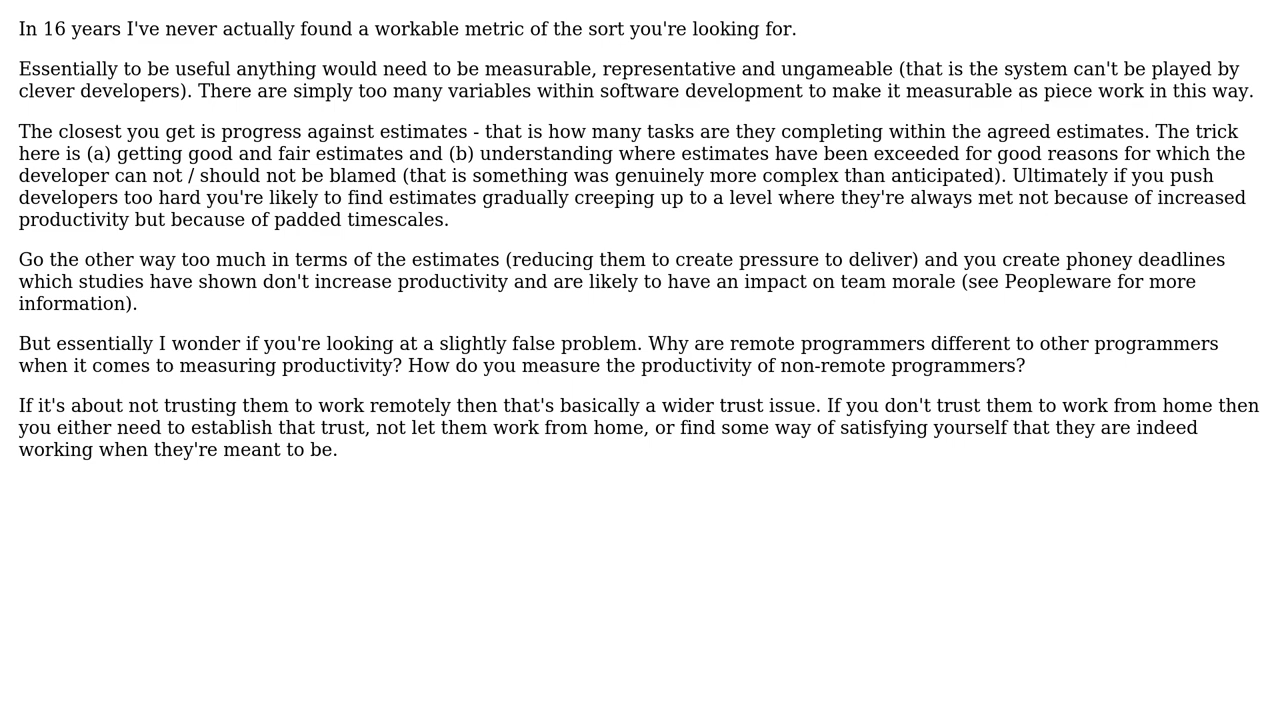 In 16 years I've never actually found a workable metric of the sort you're looking for.
Essentially to be useful anything would need to be measurable, representative and ungameable (that is the system can't be played by
clever developers). There are simply too many variables within software development to make it measurable as piece work in this way.
The closest you get is progress against estimates - that is how many tasks are they completing within the agreed estimates. The trick
here is (a) getting good and fair estimates and (b) understanding where estimates have been exceeded for good reasons for which the
developer can not / should not be blamed (that is something was genuinely more complex than anticipated). Ultimately if you push
developers too hard you're likely to find estimates gradually creeping up to a level where they're always met not because of increased
productivity but because of padded timescales.
Go the other way too much in terms of the estimates (reducing them to create pressure to deliver) and you create phoney deadlines
which studies have shown don't increase productivity and are likely to have an impact on team morale (see Peopleware for more
information).
But essentially I wonder if you're looking at a slightly false problem. Why are remote programmers different to other programmers
when it comes to measuring productivity? How do you measure the productivity of non-remote programmers?
If it's about not trusting them to work remotely then that's basically a wider trust issue. If you don't trust them to work from home then
you either need to establish that trust, not let them work from home, or find some way of satisfying yourself that they are indeed
working when they're meant to be.